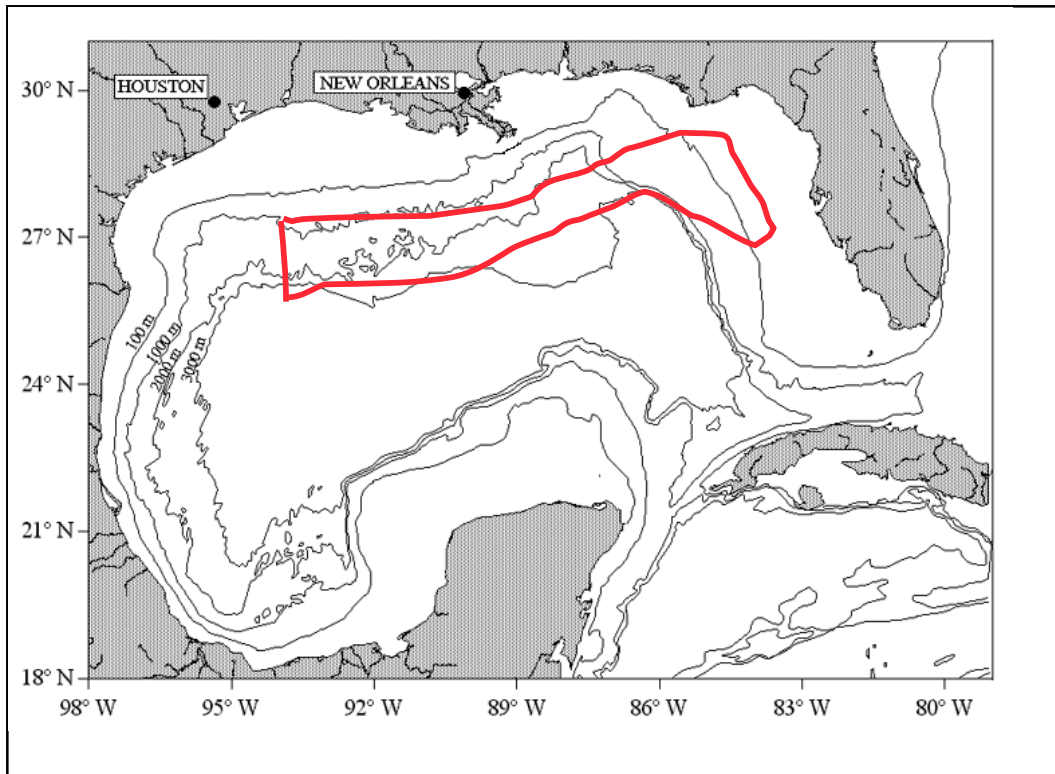 30° N
HOUSTON
NEW ORLEANS
27° N
100 m
1000 m
2000 m
3000 m
24° N
21° N
18° N
98° W
95° W
92° W
89° W
86° W
83° W
80° W